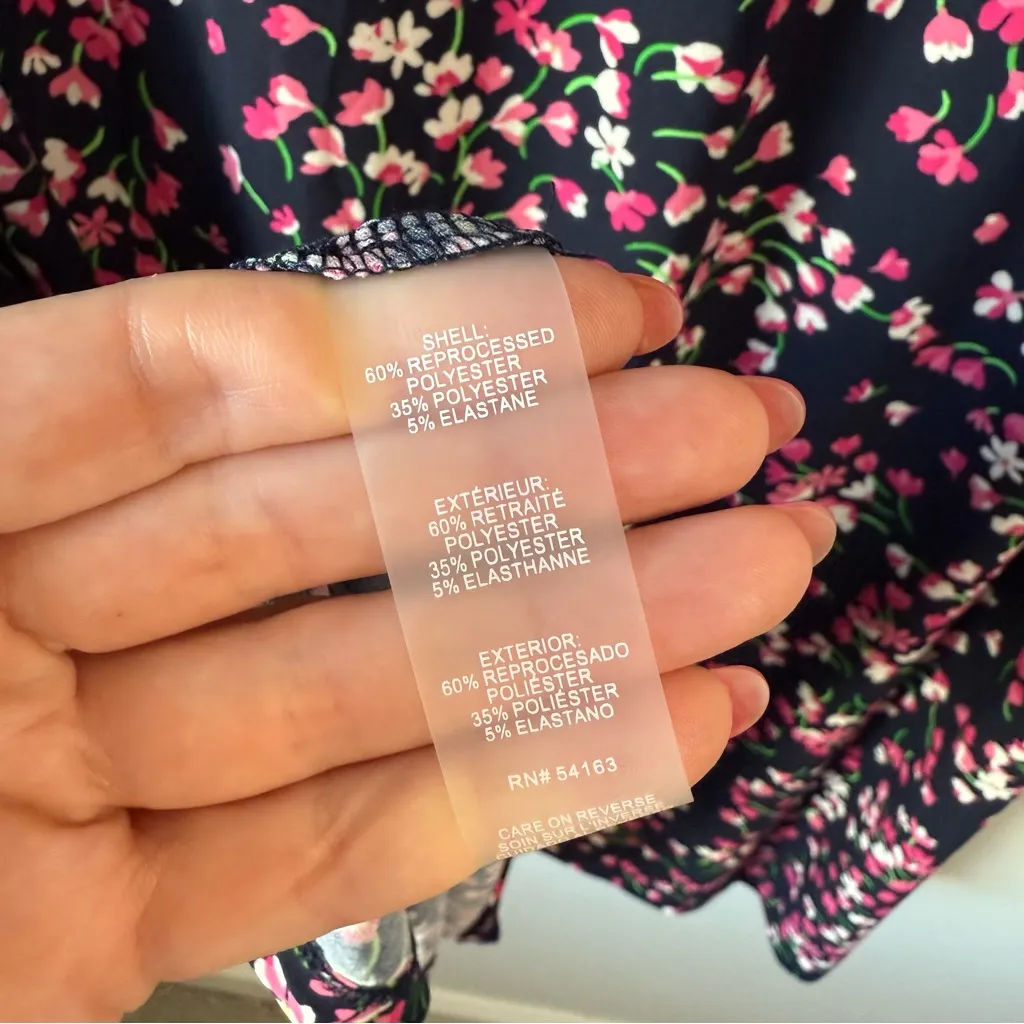 SHELL:
60% REPROCESSED
POLYESTER
35% POLYESTER
5% ELASTANE
EXTÉRIEUR:
60% RETRAITÉ
POLYESTER
35% POLYESTER
5% ELASTHANNE
EXTERIOR:
60% REPROCESADO
POLIÉSTER
35% POLIÉSTER
5% ELASTANO
RN# 54163
CARE ON REVERSE
SOIN SUR L'INVERSE